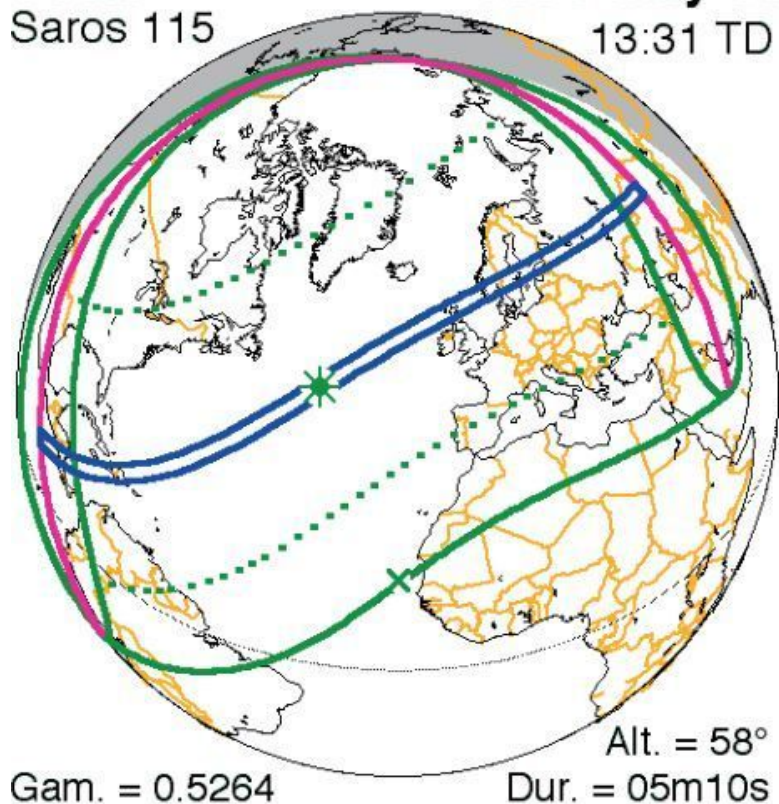 Saros 115
13:31 TD
Alt. = 58°
Gam. = 0.5264
Dur. = 05m10s